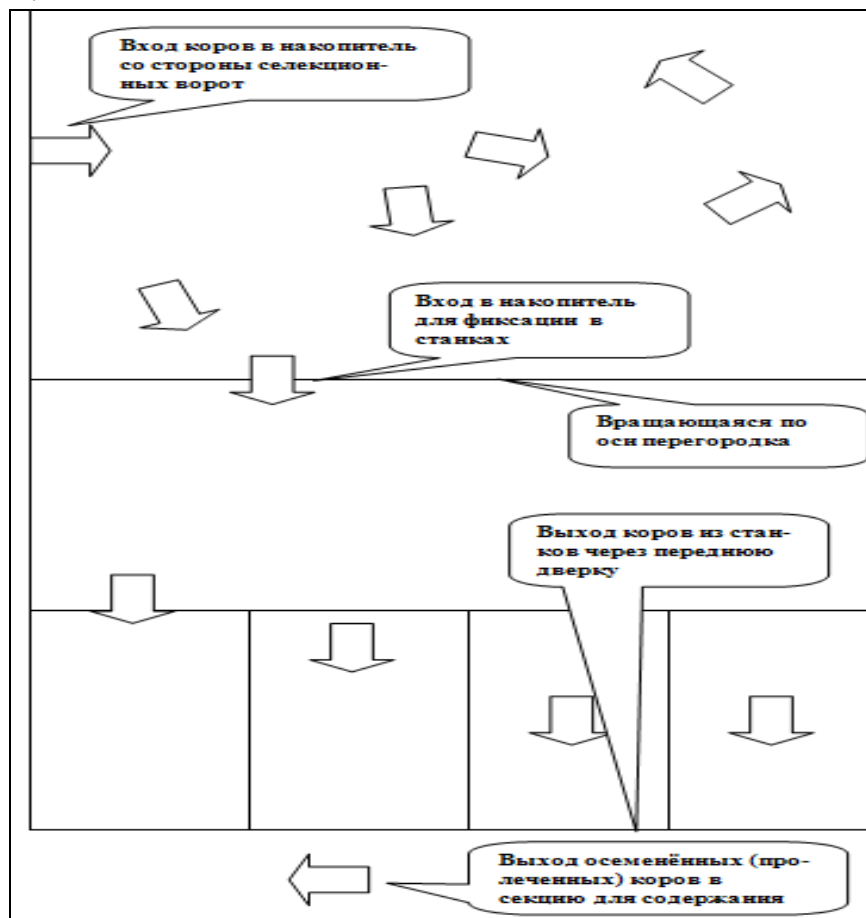 Вход коров в накопитель
со стороны селекцион-
ных ворот
Вход в накопитель
для фиксации в
станках
Вращающаяся по
оси перегородка
Выход коров из стан-
ков через переднюю
дверку
Выход осеменённых (про-
леченных) коров в
секцию для содержания